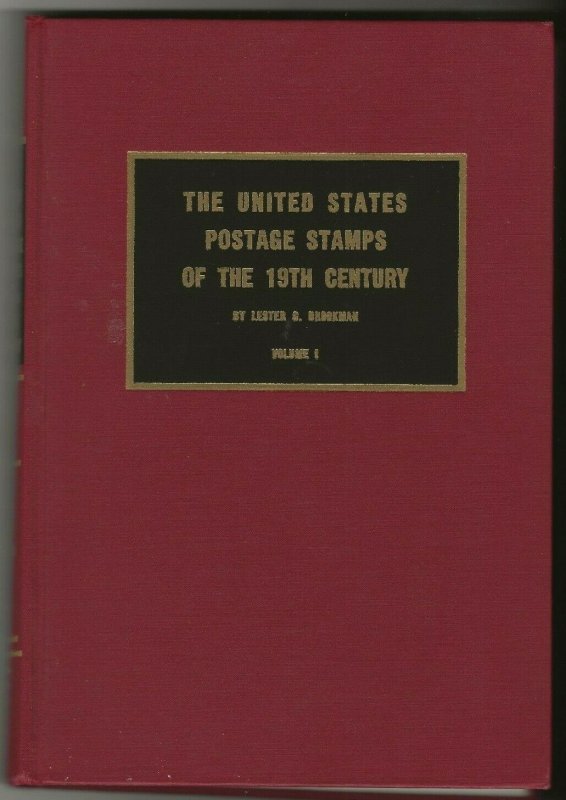 THE UNITED STATES
POSTAGE STAMPS
OF THE 19TH CENTURY
BY LESTER G. BROOKMAN
VOLUME I